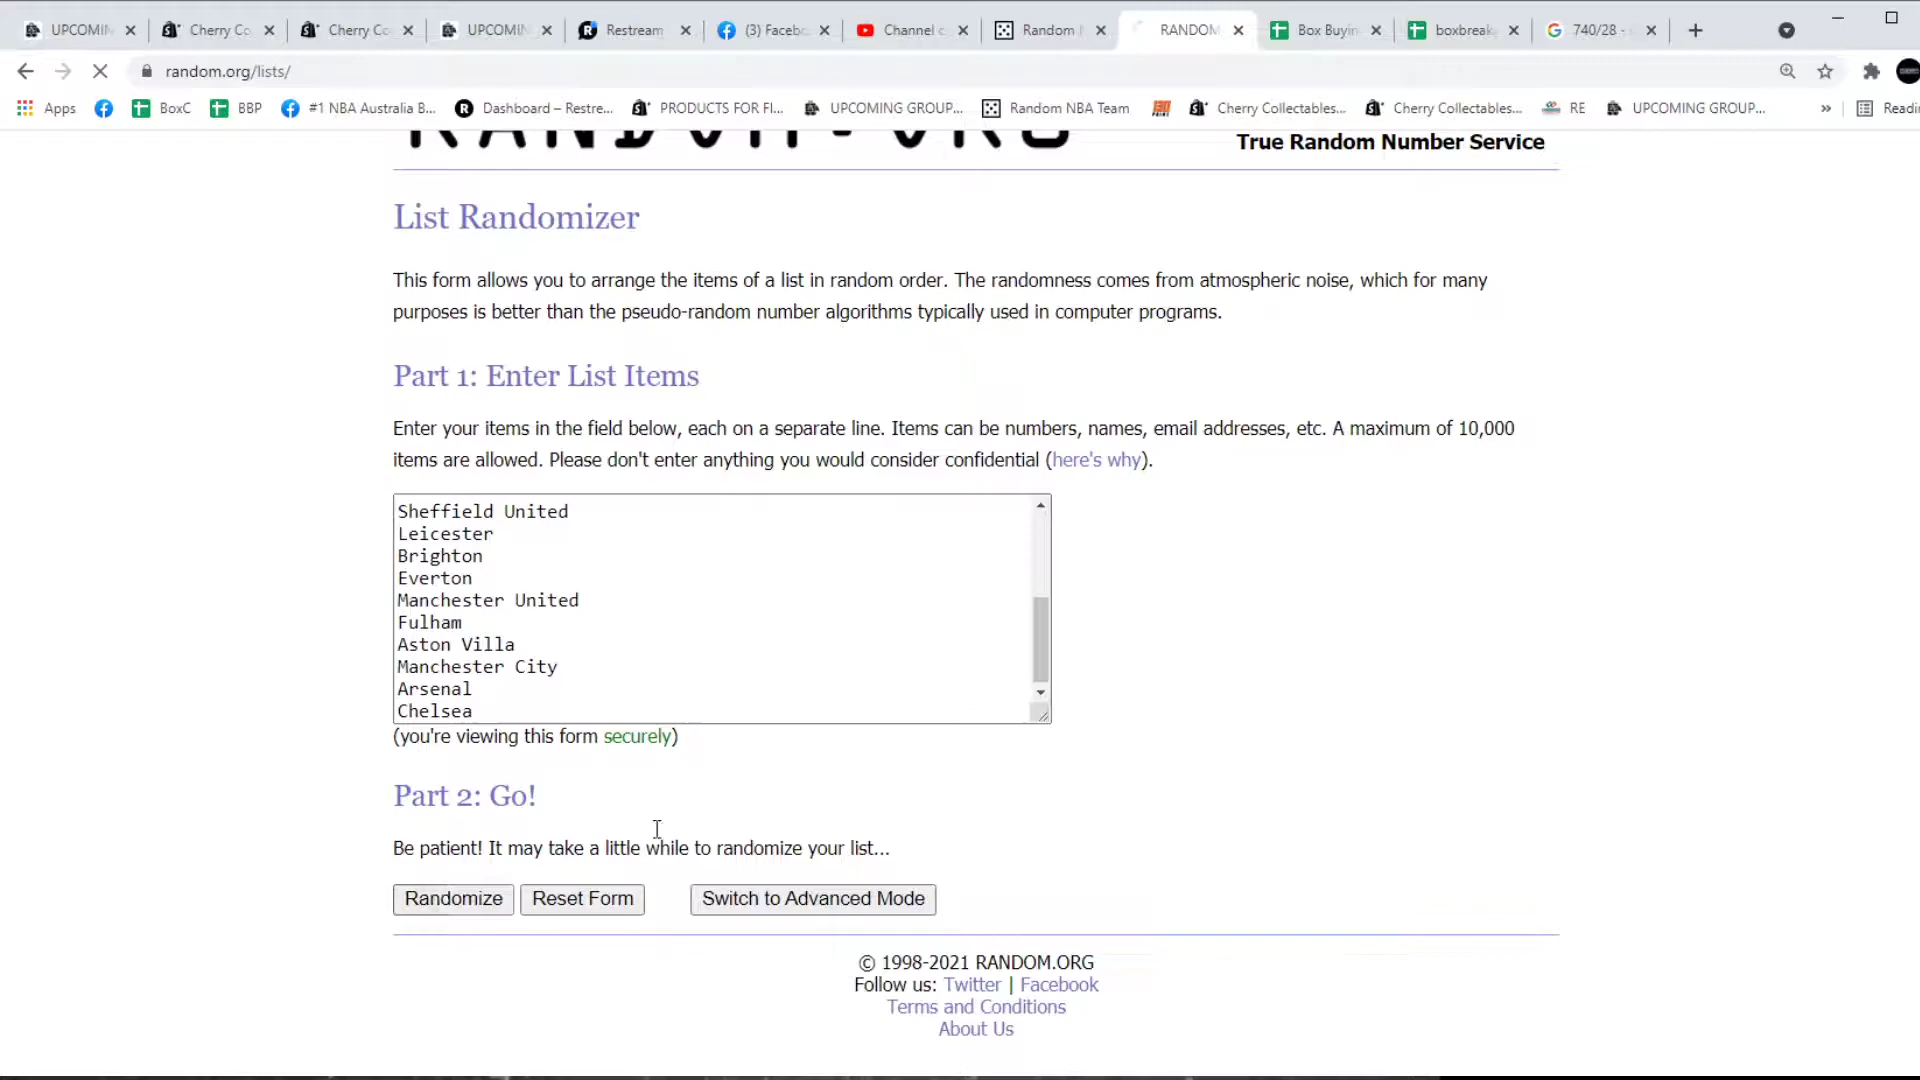 UPCOMIN
Cherry Co
Cherry Co
UPCOMIN
Restream
(3) Facebo
Channel c
Random
RANDOM
Box Buyin
boxbreak
740/28 -
random.org/lists/
Apps
BoxC
BBP
#1 NBA Australia B...
Dashboard – Restre...
PRODUCTS FOR FI...
UPCOMING GROUP...
Random NBA Team
Cherry Collectables...
Cherry Collectables...
RE
UPCOMING GROUP...
»
Readi
RANDOM.ORG
True Random Number Service
List Randomizer
This form allows you to arrange the items of a list in random order. The randomness comes from atmospheric noise, which for many
purposes is better than the pseudo-random number algorithms typically used in computer programs.
Part 1: Enter List Items
Enter your items in the field below, each on a separate line. Items can be numbers, names, email addresses, etc. A maximum of 10,000
items are allowed. Please don't enter anything you would consider confidential (here's why).
Sheffield United
Leicester
Brighton
Everton
Manchester United
Fulham
Aston Villa
Manchester City
Arsenal
Chelsea
(you're viewing this form securely)
Part 2: Go!
Be patient! It may take a little while to randomize your list...
Randomize
Reset Form
Switch to Advanced Mode
© 1998-2021 RANDOM.ORG
Follow us: Twitter | Facebook
Terms and Conditions
About Us